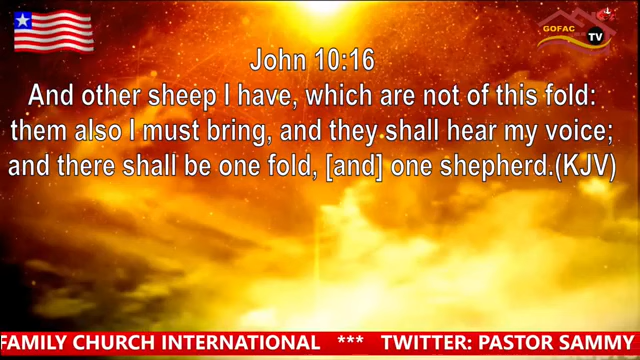 GOFAC
TV
John 10:16
And other sheep I have, which are not of this fold:
them also I must bring, and they shall hear my voice;
and there shall be one fold, [and] one shepherd.(KJV)
FAMILY CHURCH INTERNATIONAL *** TWITTER: PASTOR SAMMY